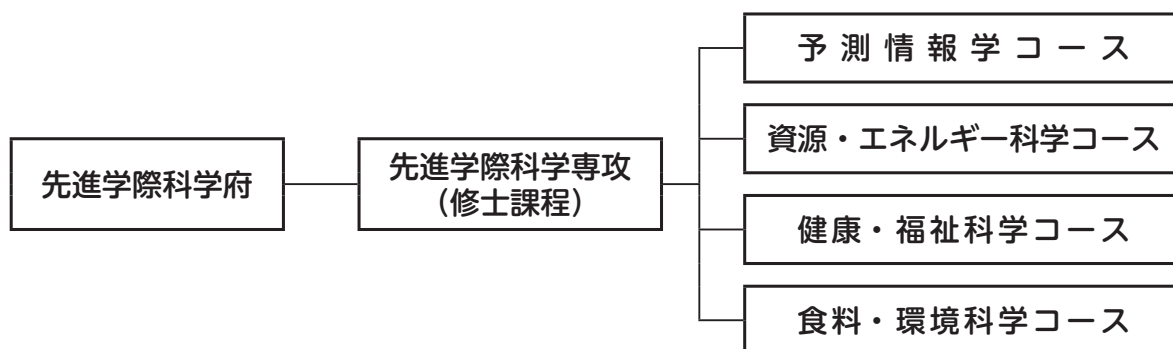 先進学際科学府
先進学際科学専攻
（修士課程）
予測情報学コース
資源・エネルギー科学コース
健康・福祉科学コース
食料・環境科学コース